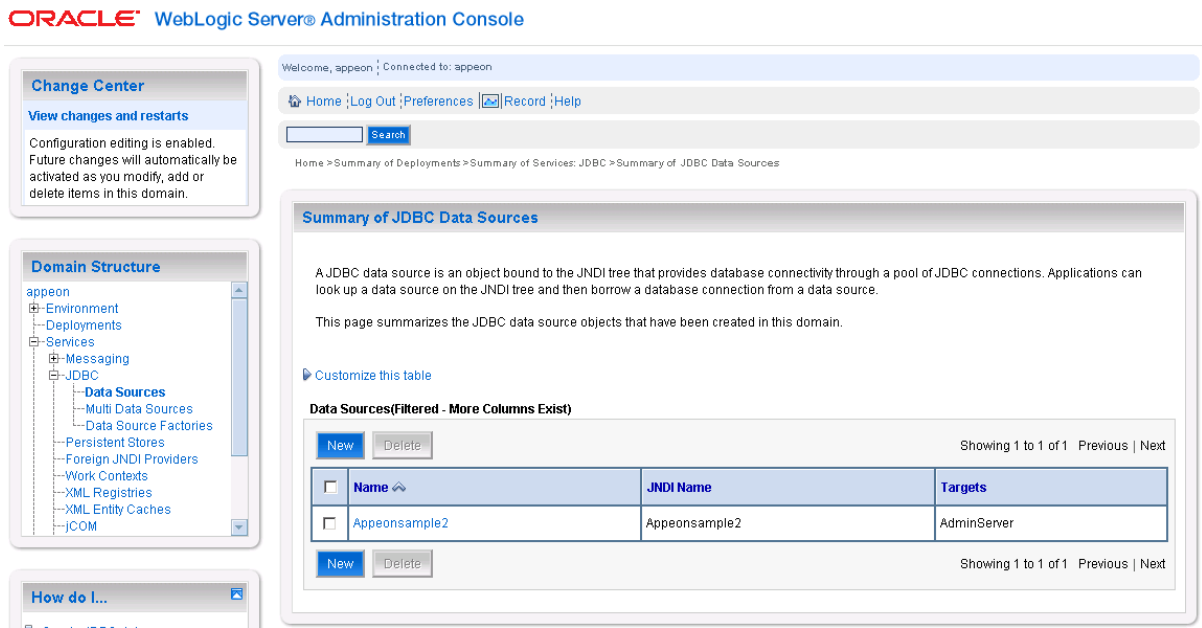 ORACLE® WebLogic Server® Administration Console
Change Center
View changes and restarts
Configuration editing is enabled.
Future changes will automatically be
activated as you modify, add or
delete items in this domain.
Domain Structure
appeon
Environment
Deployments
Services
Messaging
JDBC
Data Sources
Multi Data Sources
Data Source Factories
Persistent Stores
Foreign JNDI Providers
Work Contexts
XML Registries
XML Entity Caches
jCOM
How do I...
Welcome, appeon Connected to: appeon
Home Log Out Preferences Record Help
Search
Home >Summary of Deployments >Summary of Services: JDBC >Summary of JDBC Data Sources
Summary of JDBC Data Sources
A JDBC data source is an object bound to the JNDI tree that provides database connectivity through a pool of JDBC connections. Applications can
look up a data source on the JNDI tree and then borrow a database connection from a data source.
This page summarizes the JDBC data source objects that have been created in this domain.
Customize this table
Data Sources(Filtered - More Columns Exist)
New Delete Showing 1 to 1 of 1 Previous | Next
Name JNDI Name Targets
Appeonsample2 Appeonsample2 AdminServer
New Delete Showing 1 to 1 of 1 Previous | Next